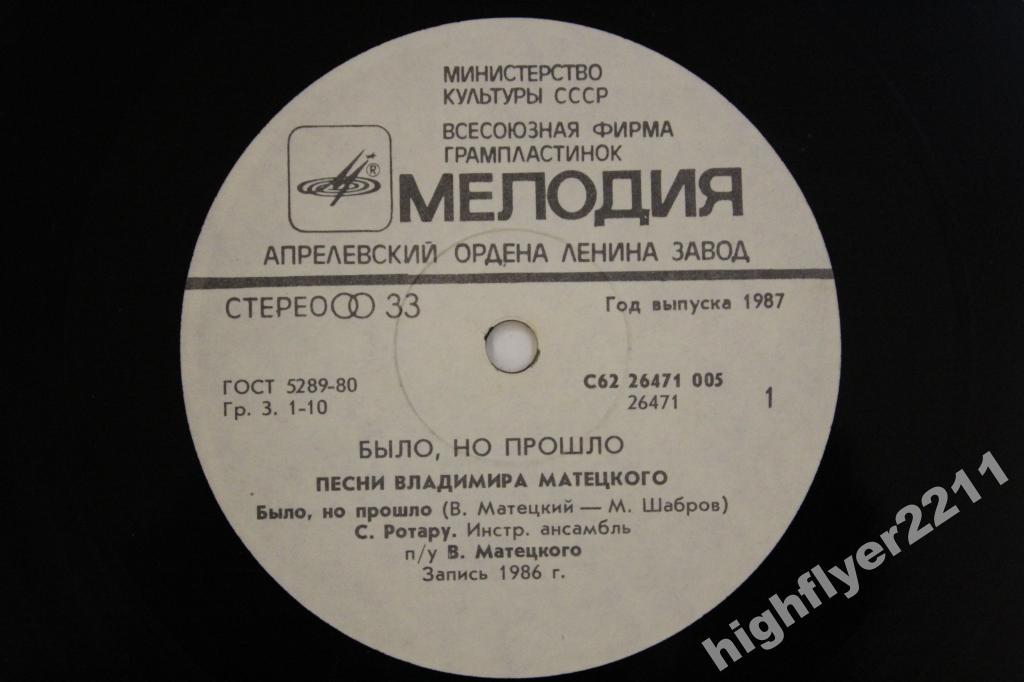 МИНИСТЕРСТВО
КУЛЬТУРЫ СССР
ВСЕСОЮЗНАЯ ФИРМА
ГРАМПЛАСТИНОК
®
МЕЛОДИЯ
АПРЕЛЕВСКИЙ ОРДЕНА ЛЕНИНА ЗАВОД
СТЕРЕО 33
Год выпуска 1987
ГОСТ 5289-80
Гр. 3. 1-10
С62 26471 005
26471
1
БЫЛО, НО ПРОШЛО
ПЕСНИ ВЛАДИМИРА МАТЕЦКОГО
Было, но прошло (В. Матецкий — М. Шабров)
С. Ротару. Инстр. ансамбль
п/у В. Матецкого
Запись 1986 г.
highflyer2211